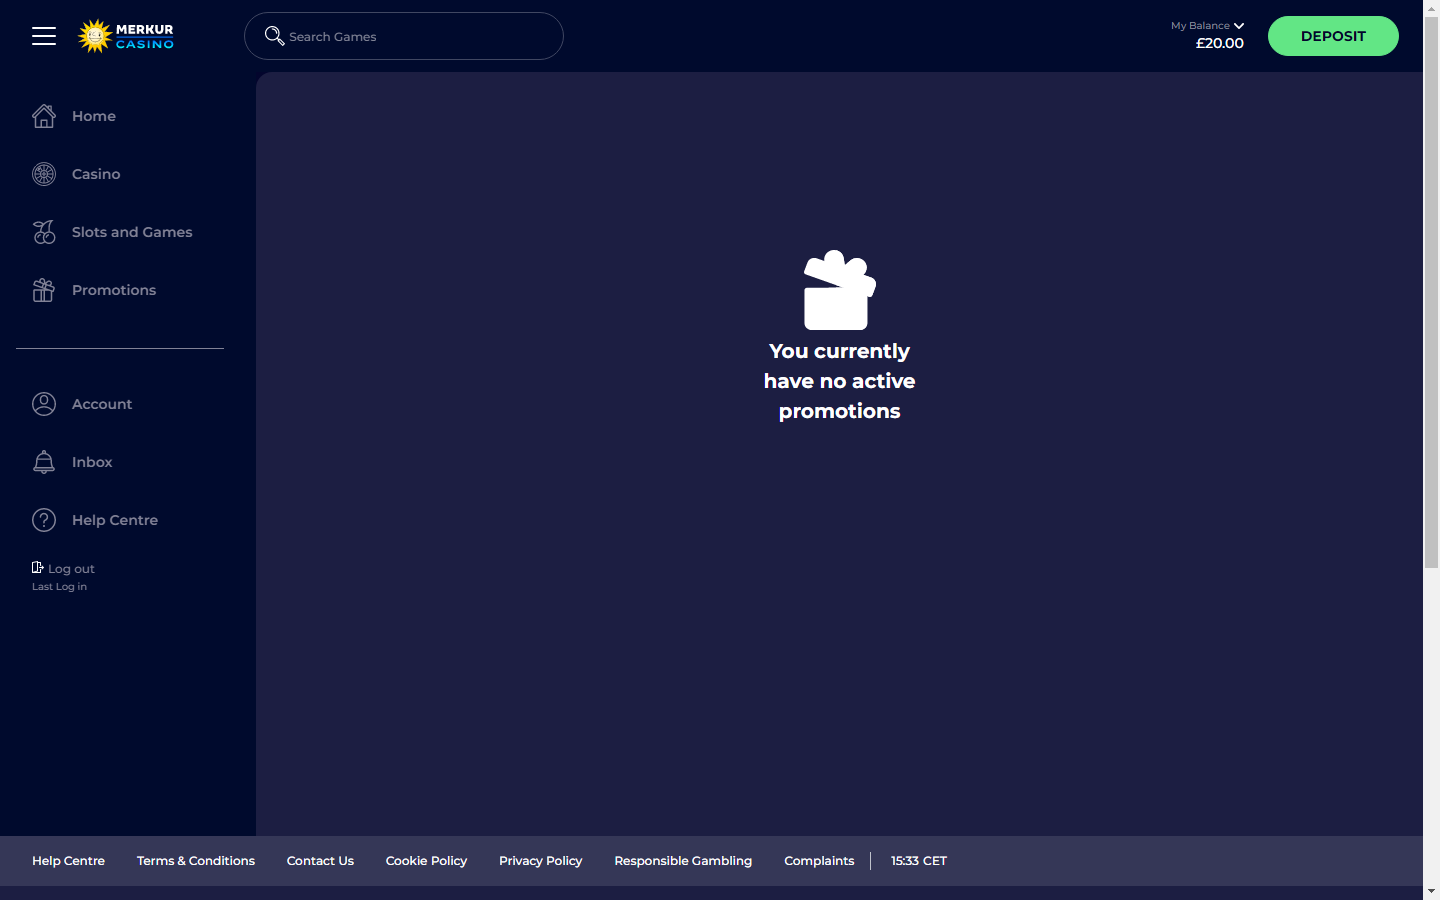 MERKUR
CASINO
Search Games
My Balance
£20.00
DEPOSIT
Home
Casino
Slots and Games
Promotions
Account
Inbox
Help Centre
Log out
Last Log in
You currently
have no active
promotions
Help Centre Terms & Conditions Contact Us Cookie Policy Privacy Policy Responsible Gambling Complaints 15:33 CET